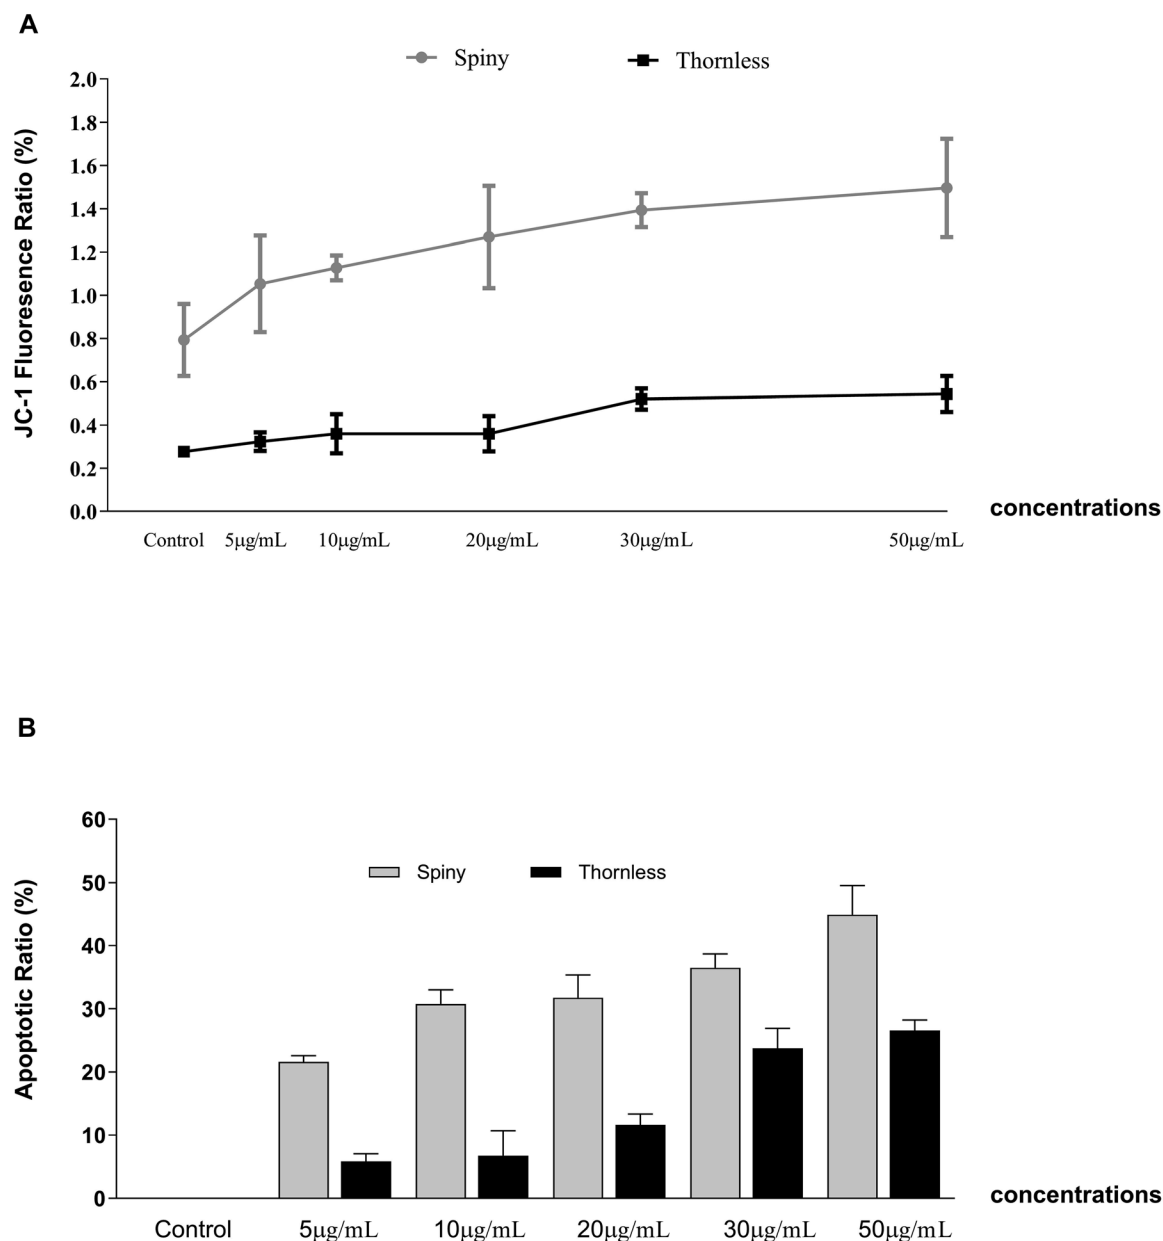 A
Spiny Thornless
JC-1 Fluoresence Ratio (%)
2.0
1.8
1.6
1.4
1.2
1.0
0.8
0.6
0.4
0.2
0.0
concentrations
Control 5µg/mL 10µg/mL 20µg/mL 30µg/mL 50µg/mL
B
Apoptotic Ratio (%)
60
Spiny Thornless
50
40
30
20
10
0
concentrations
Control 5µg/mL 10µg/mL 20µg/mL 30µg/mL 50µg/mL